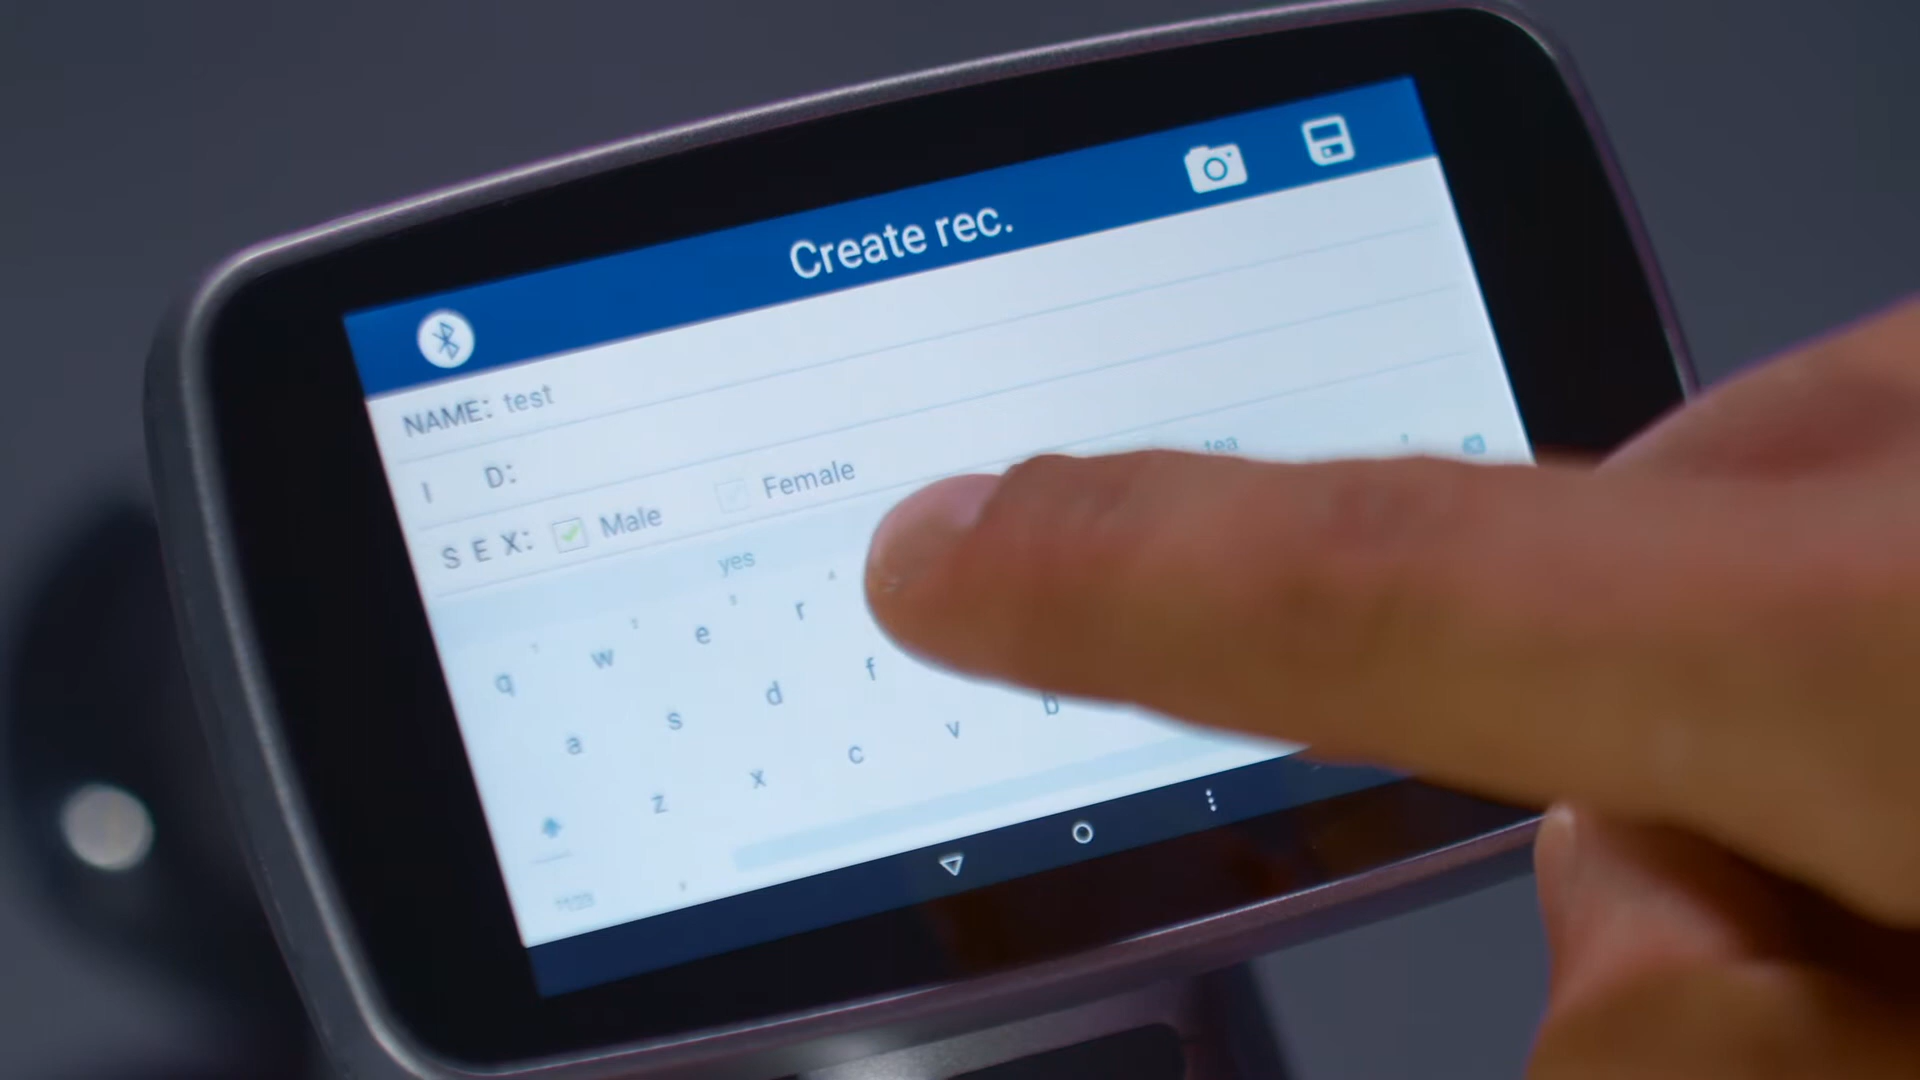 Create rec.
NAME: test
I D:
S E X: Male Female
yes tea
q w e r
a s d f
z x c v b